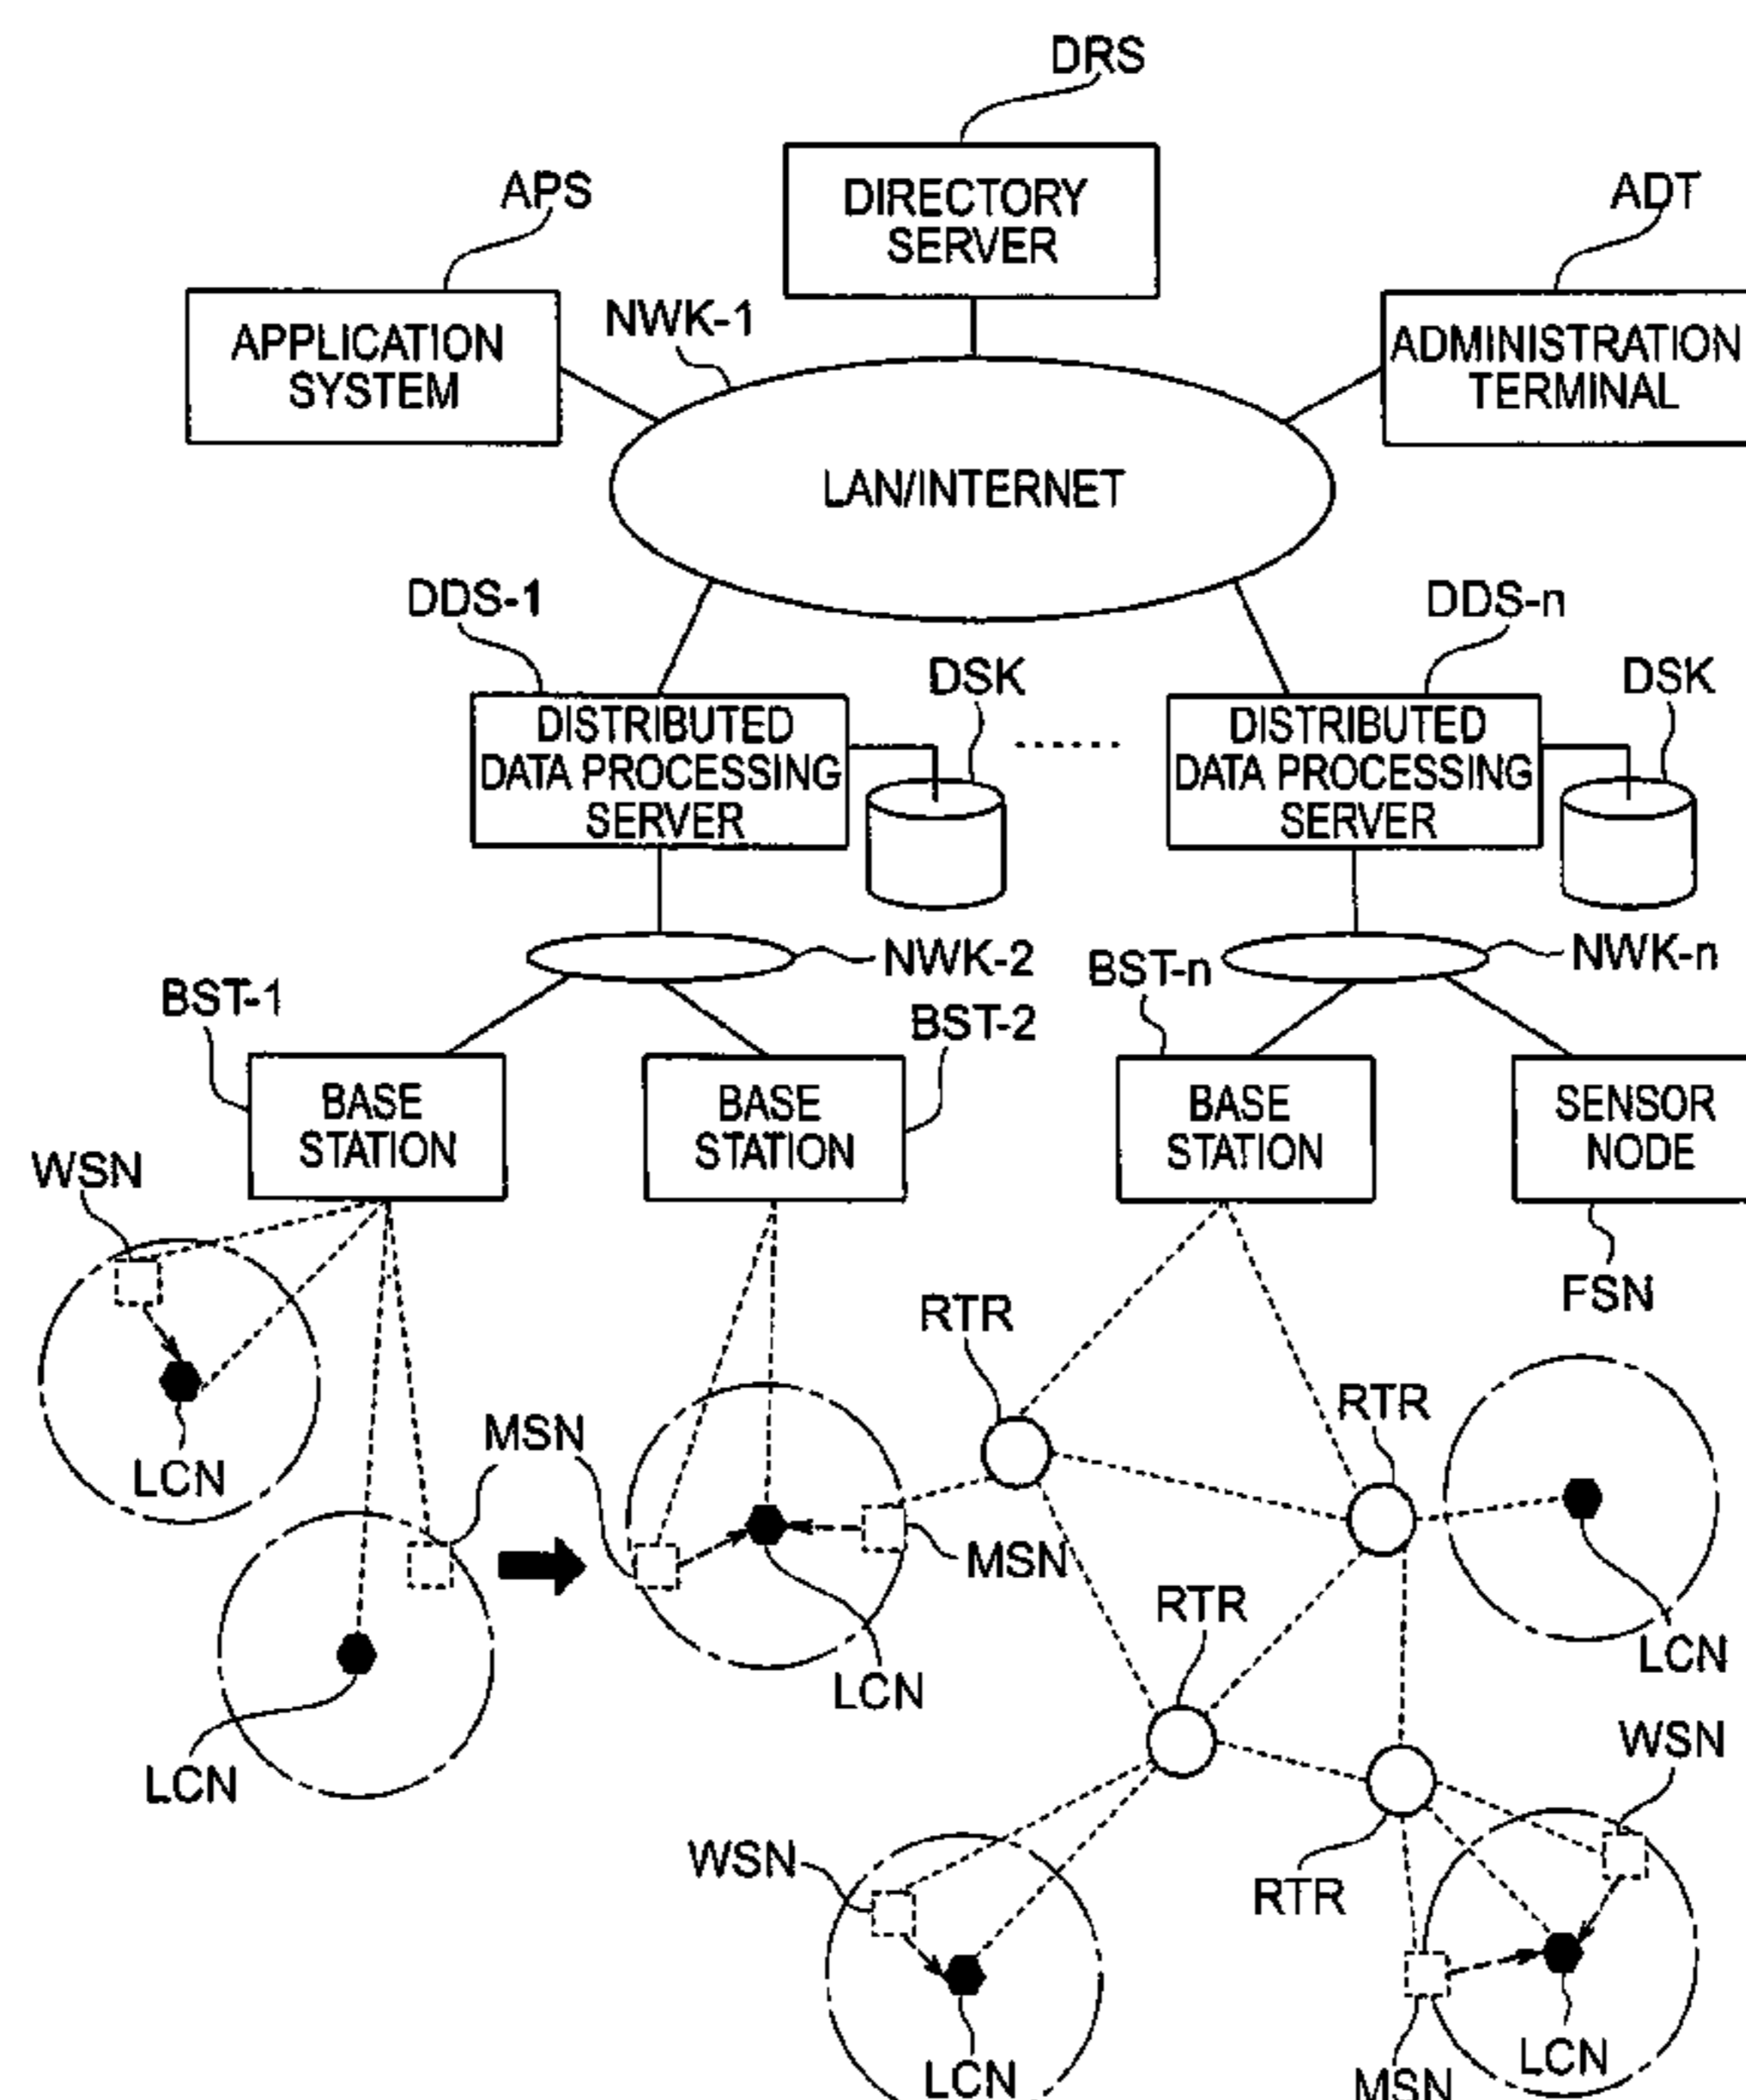 DRS
APS
ADT
DIRECTORY
SERVER
NWK-1
APPLICATION
SYSTEM
ADMINISTRATION
TERMINAL
LAN/INTERNET
DDS-1
DDS-n
DSK
DSK
DISTRIBUTED
DATA PROCESSING
SERVER
DISTRIBUTED
DATA PROCESSING
SERVER
NWK-2
NWK-n
BST-1
BST-2
BST-n
BASE
STATION
BASE
STATION
BASE
STATION
SENSOR
NODE
WSN
FSN
RTR
RTR
LCN
MSN
MSN
RTR
LCN
LCN
LCN
WSN
WSN
RTR
LCN
LCN
MSN